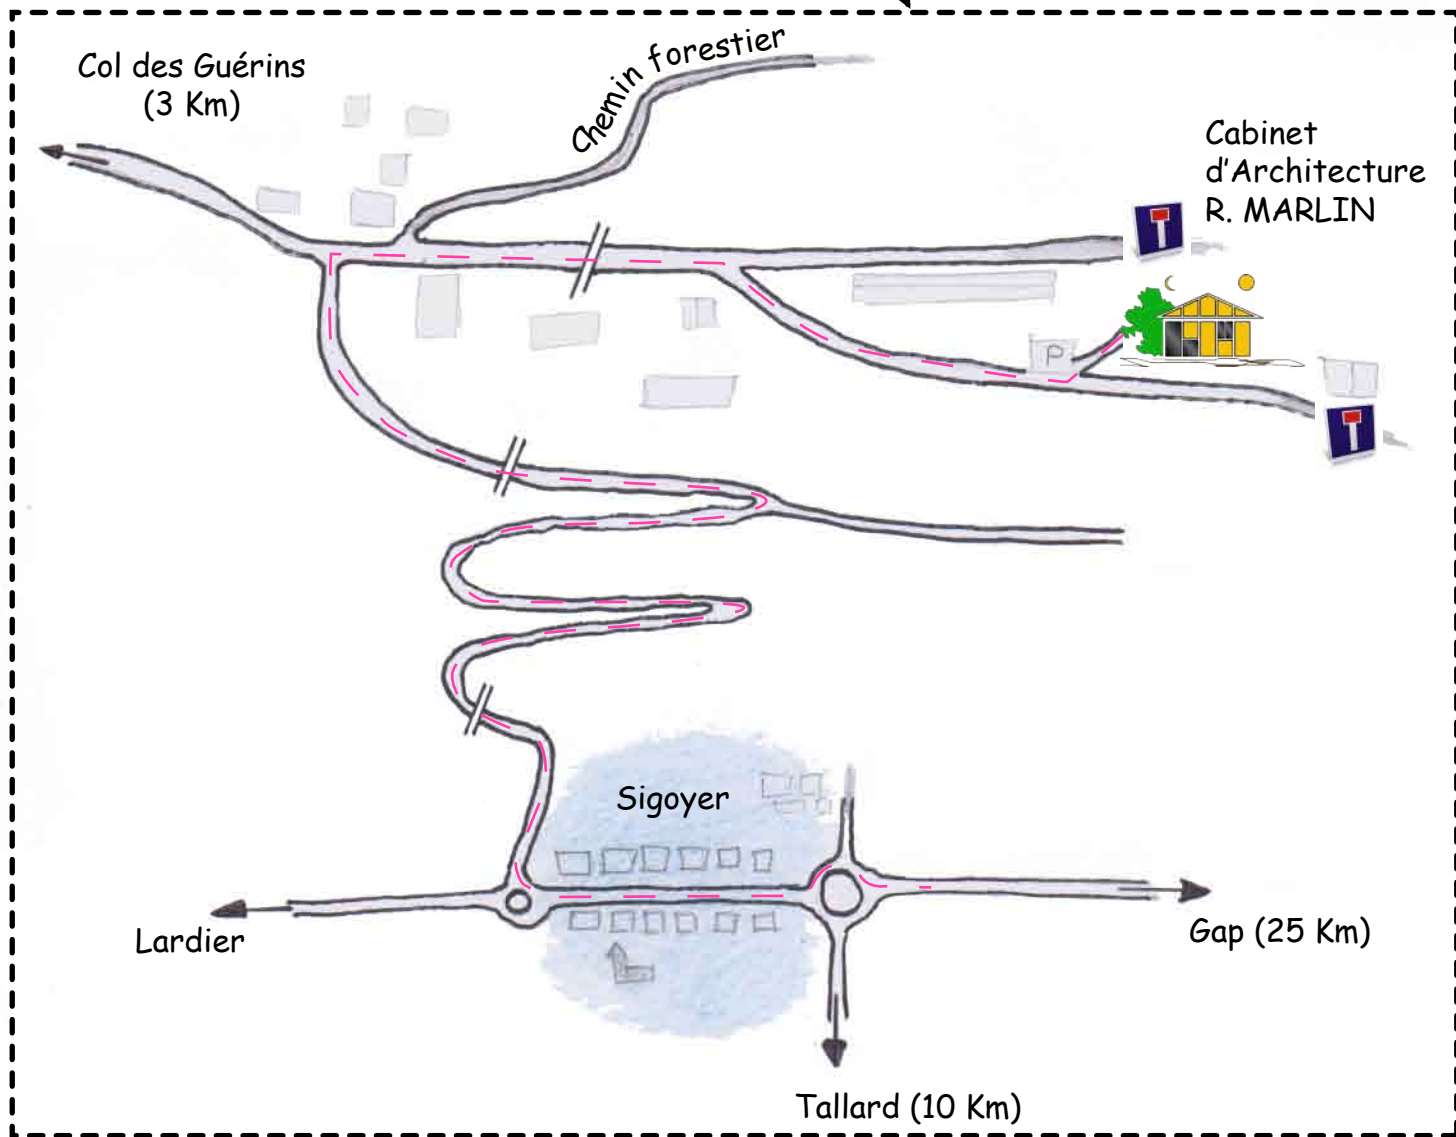 Col des Guérins
(3 Km)
Chemin forestier
Cabinet
d'Architecture
R. MARLIN
P
Sigoyer
Lardier
Gap (25 Km)
Tallard (10 Km)